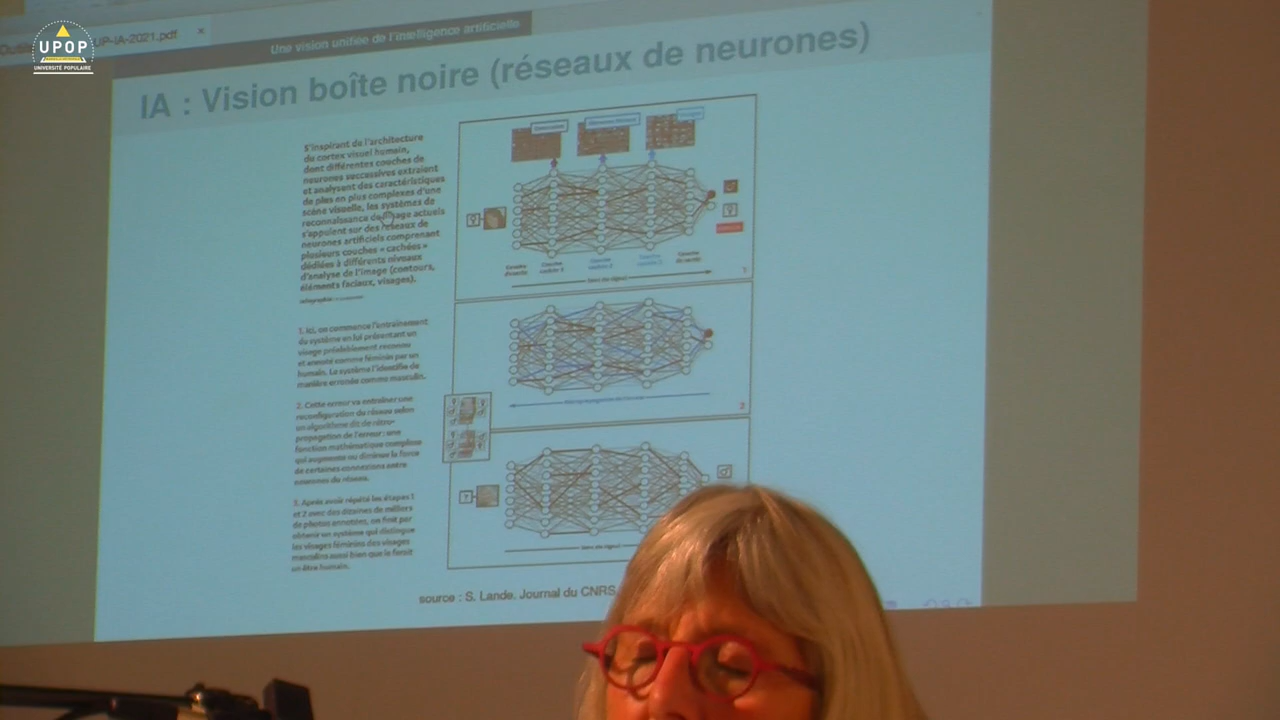 UPOP
UNIVERSITÉ POPULAIRE
UP-IA-2021.pdf ×
Une vision unifiée de l'intelligence artificielle
IA : Vision boîte noire (réseaux de neurones)
S'inspirant de l'architecture
du cortex visuel humain,
dont différentes couches de
neurones successives extraient
et analysent des caractéristiques
de plus en plus complexes d'une
scène visuelle, les systèmes de
reconnaissance de visage actuels
s'appuient sur des réseaux de
neurones artificiels comprenant
plusieurs couches « cachées »
dédiées à différents niveaux
d'analyse de l'image (contours,
éléments faciaux, visages).
1. Ici, on commence l'entraînement
du système en lui présentant un
visage préalablement reconnu
et annoté comme féminin par un
humain. Le système l'identifie de
manière erronée comme masculin.
2. Cette erreur va entraîner une
reconfiguration du réseau selon
un algorithme dit de rétro-
propagation de l'erreur : une
fonction mathématique complexe
qui augmente ou diminue la force
de certaines connexions entre
neurones du réseau.
3. Après avoir répété les étapes 1
et 2 avec des dizaines de milliers
de photos annotées, on finit par
obtenir un système qui distingue
les visages féminins des visages
masculins aussi bien que le ferait
un être humain.
1
2
source : S. Lande. Journal du CNRS